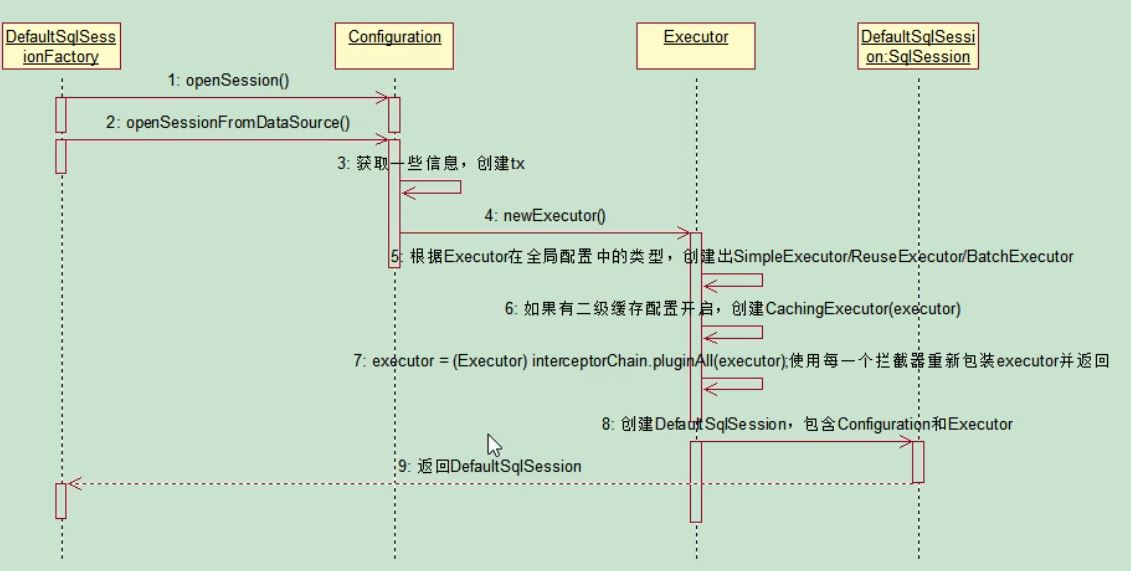 DefaultSqlSess
ionFactory
Configuration
Executor
DefaultSqlSessi
on:SqlSession
1: openSession()
2: openSessionFromDataSource()
3: 获取一些信息，创建tx
4: newExecutor()
5: 根据Executor在全局配置中的类型，创建出SimpleExecutor/ReuseExecutor/BatchExecutor
6: 如果有二级缓存配置开启，创建CachingExecutor(executor)
7: executor = (Executor) interceptorChain.pluginAll(executor);使用每一个拦截器重新包装executor并返回
8: 创建DefaultSqlSession，包含Configuration和Executor
9: 返回DefaultSqlSession